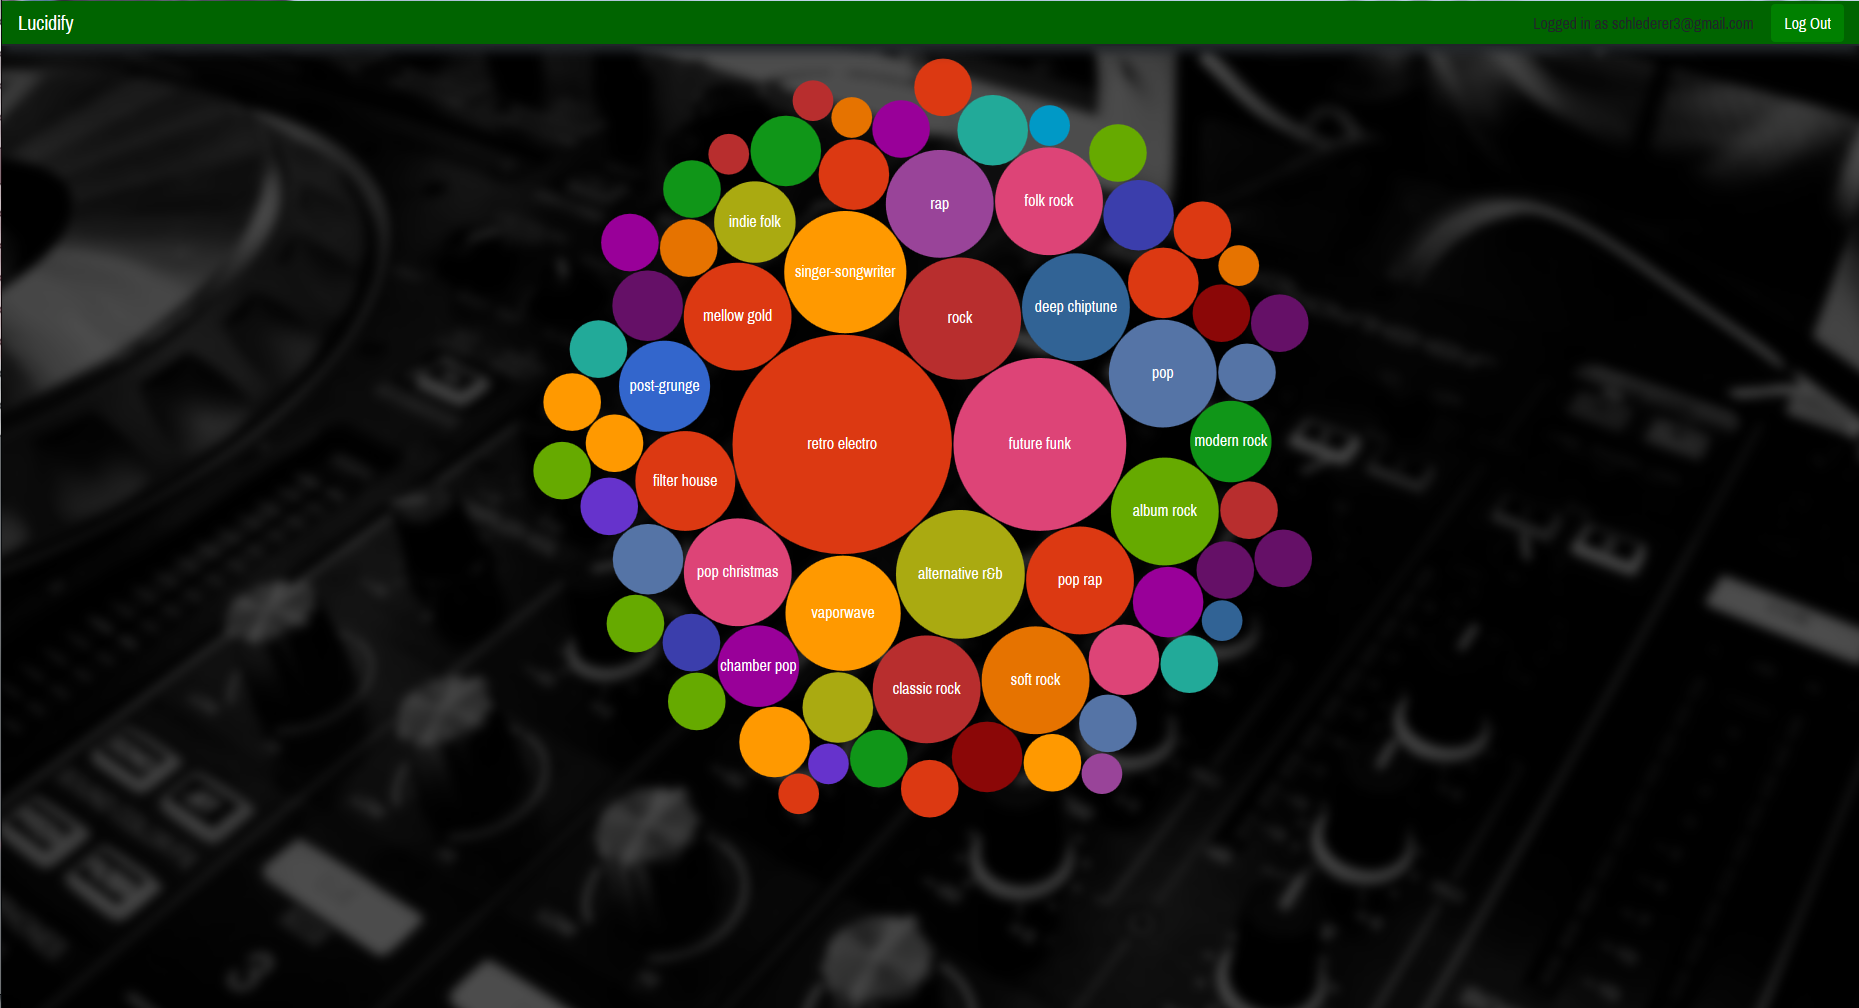 Lucidify
Logged in as schlederer3@gmail.com
Log Out
rap
folk rock
indie folk
singer-songwriter
deep chiptune
mellow gold
rock
pop
post-grunge
retro electro
future funk
modern rock
filter house
album rock
pop christmas
alternative r&b
pop rap
vaporwave
chamber pop
classic rock
soft rock